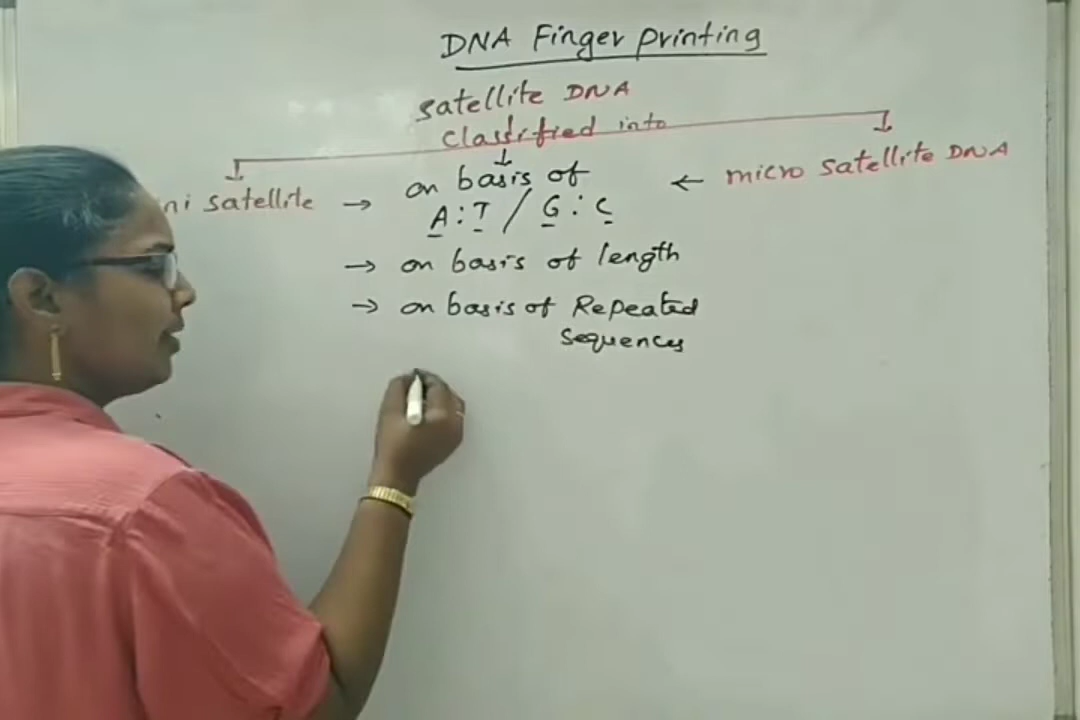 DNA Finger printing
Satellite DNA
Classified into
ni satellite → on basis of ← micro satellite DNA
A : T / G : C
→ on basis of length
→ on basis of Repeated
Sequences